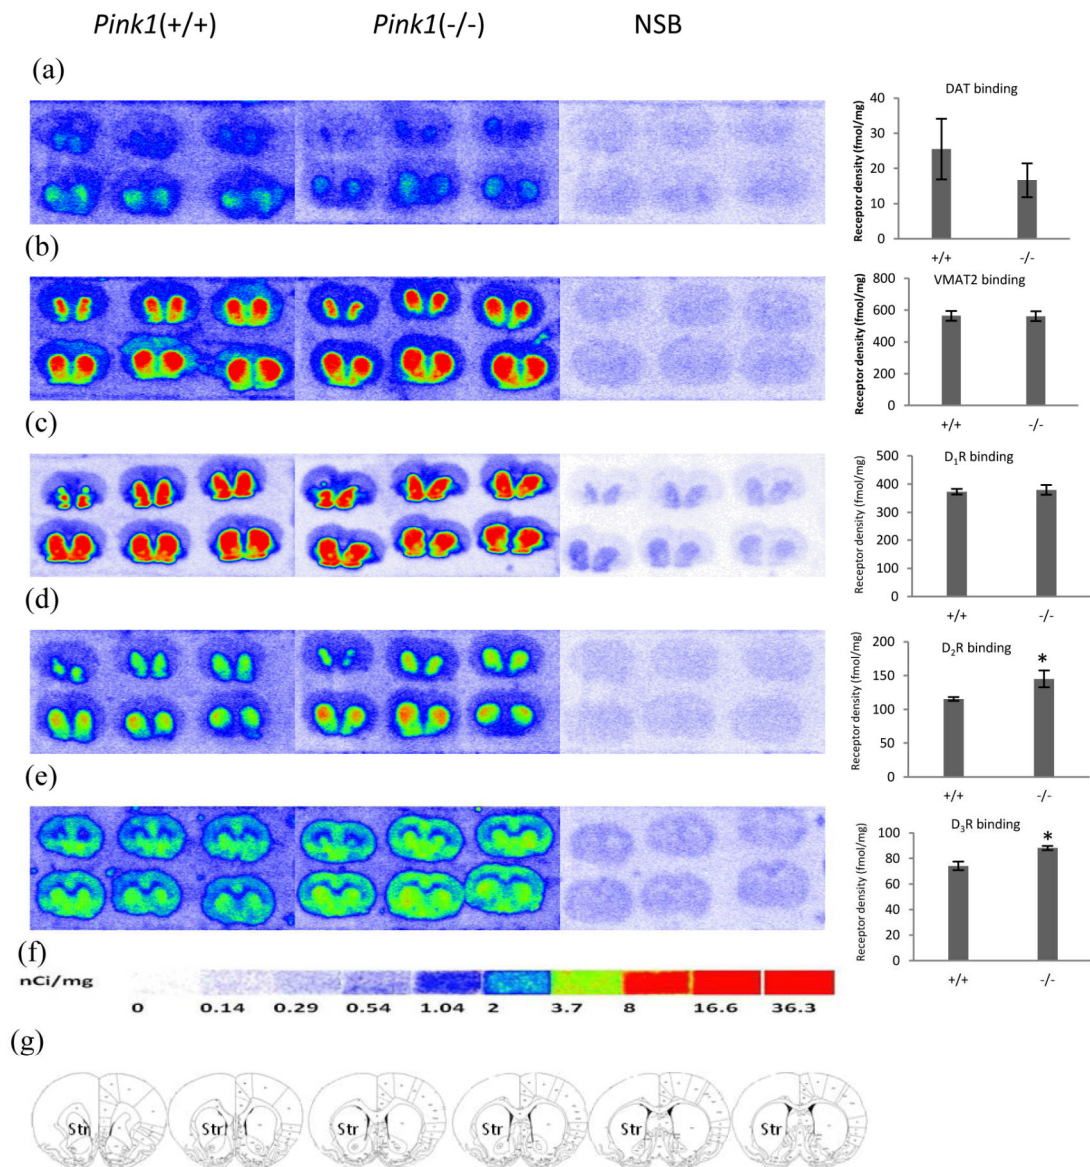 Pink1(+/+) Pink1(-/-) NSB
(a)
DAT binding
Receptor density (fmol/mg)
40
30
20
10
0
+/+ -/-
(b)
VMAT2 binding
Receptor density (fmol/mg)
800
600
400
200
0
+/+ -/-
(c)
D₁R binding
Receptor density (fmol/mg)
500
400
300
200
100
0
+/+ -/-
(d)
D₂R binding
Receptor density (fmol/mg)
200
150
100
50
0
*
+/+ -/-
(e)
D₃R binding
Receptor density (fmol/mg)
100
80
60
40
20
0
*
+/+ -/-
(f)
nCi/mg
0 0.14 0.29 0.54 1.04 2 3.7 8 16.6 36.3
(g)
Str Str Str Str Str Str